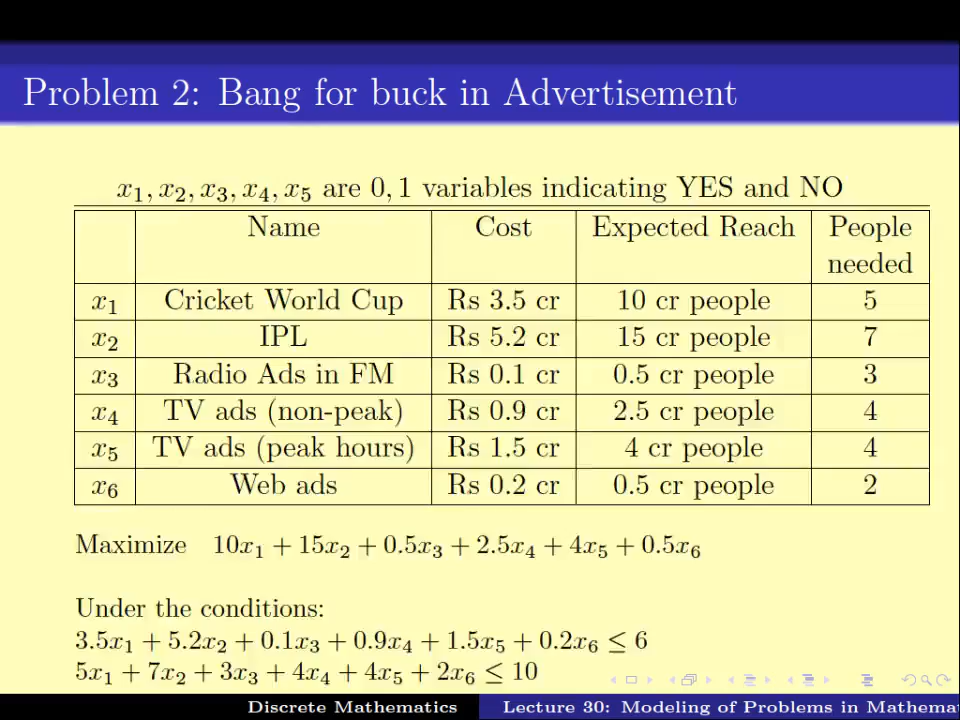 Problem 2: Bang for buck in Advertisement
x₁, x₂, x₃, x₄, x₅ are 0, 1 variables indicating YES and NO
Name Cost Expected Reach People needed
x₁ Cricket World Cup Rs 3.5 cr 10 cr people 5
x₂ IPL Rs 5.2 cr 15 cr people 7
x₃ Radio Ads in FM Rs 0.1 cr 0.5 cr people 3
x₄ TV ads (non-peak) Rs 0.9 cr 2.5 cr people 4
x₅ TV ads (peak hours) Rs 1.5 cr 4 cr people 4
x₆ Web ads Rs 0.2 cr 0.5 cr people 2
Maximize 10x₁ + 15x₂ + 0.5x₃ + 2.5x₄ + 4x₅ + 0.5x₆
Under the conditions:
3.5x₁ + 5.2x₂ + 0.1x₃ + 0.9x₄ + 1.5x₅ + 0.2x₆ ≤ 6
5x₁ + 7x₂ + 3x₃ + 4x₄ + 4x₅ + 2x₆ ≤ 10
Discrete Mathematics Lecture 30: Modeling of Problems in Mathema